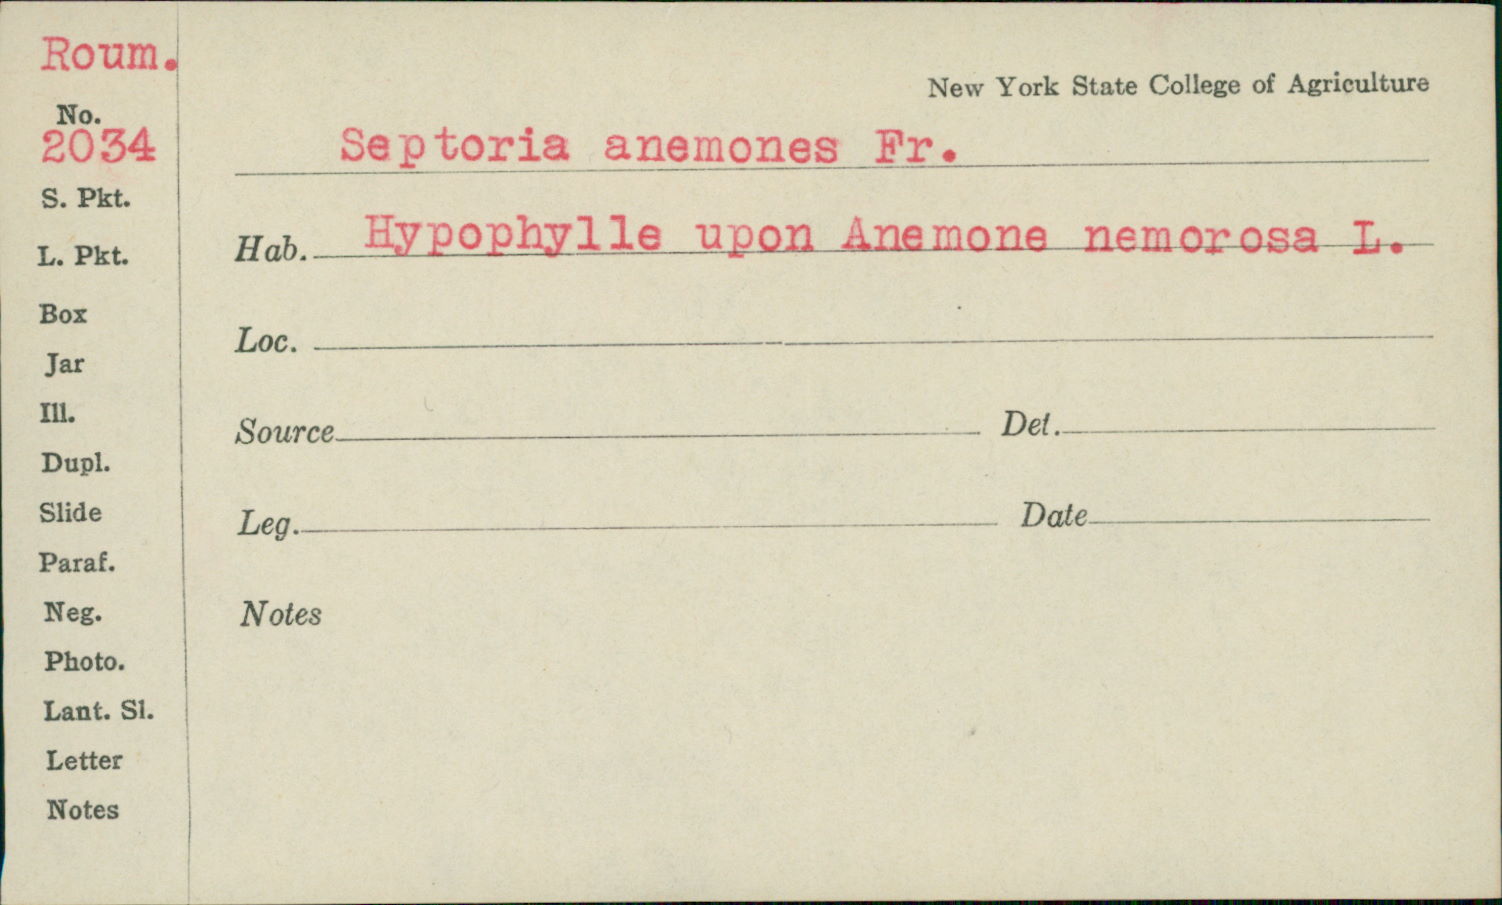 Roum.
New York State College of Agriculture
No.
2034
Septoria anemones Fr.
S. Pkt.
Hab. Hypophylle upon Anemone nemorosa L.
L. Pkt.
Box
Loc.
Jar
Ill.
Source Det.
Dupl.
Slide
Leg. Date
Paraf.
Neg.
Notes
Photo.
Lant. Sl.
Letter
Notes